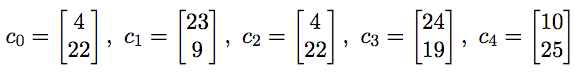 c₀ = [4 22], c₁ = [23 9], c₂ = [4 22], c₃ = [24 19], c₄ = [10 25]